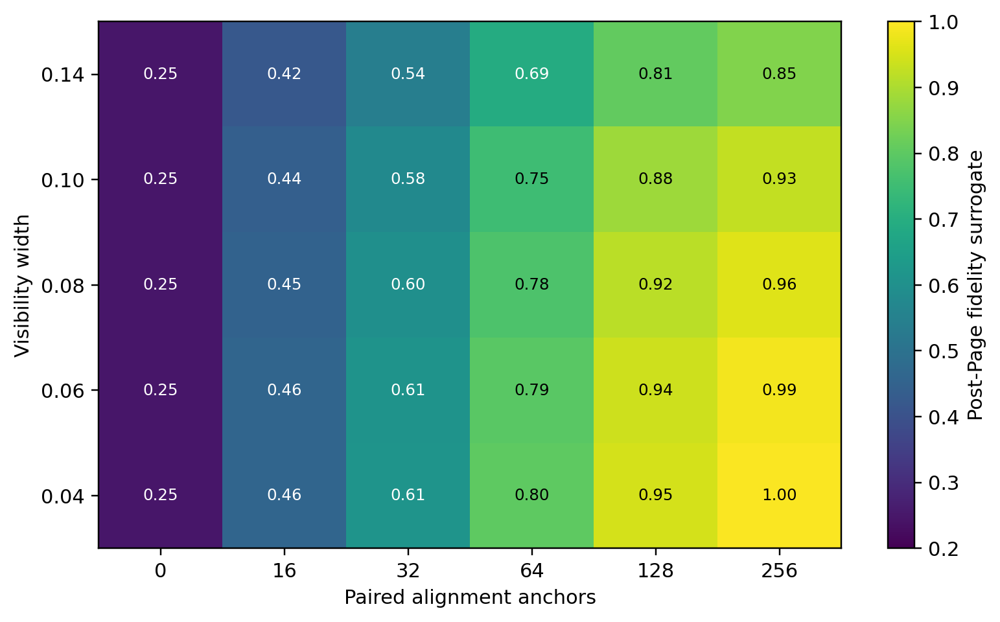 0.14 0.25 0.42 0.54 0.69 0.81 0.85
0.10 0.25 0.44 0.58 0.75 0.88 0.93
0.08 0.25 0.45 0.60 0.78 0.92 0.96
0.06 0.25 0.46 0.61 0.79 0.94 0.99
0.04 0.25 0.46 0.61 0.80 0.95 1.00
0 16 32 64 128 256
Paired alignment anchors
Visibility width
1.0
0.9
0.8
0.7
0.6
0.5
0.4
0.3
0.2
Post-Page fidelity surrogate